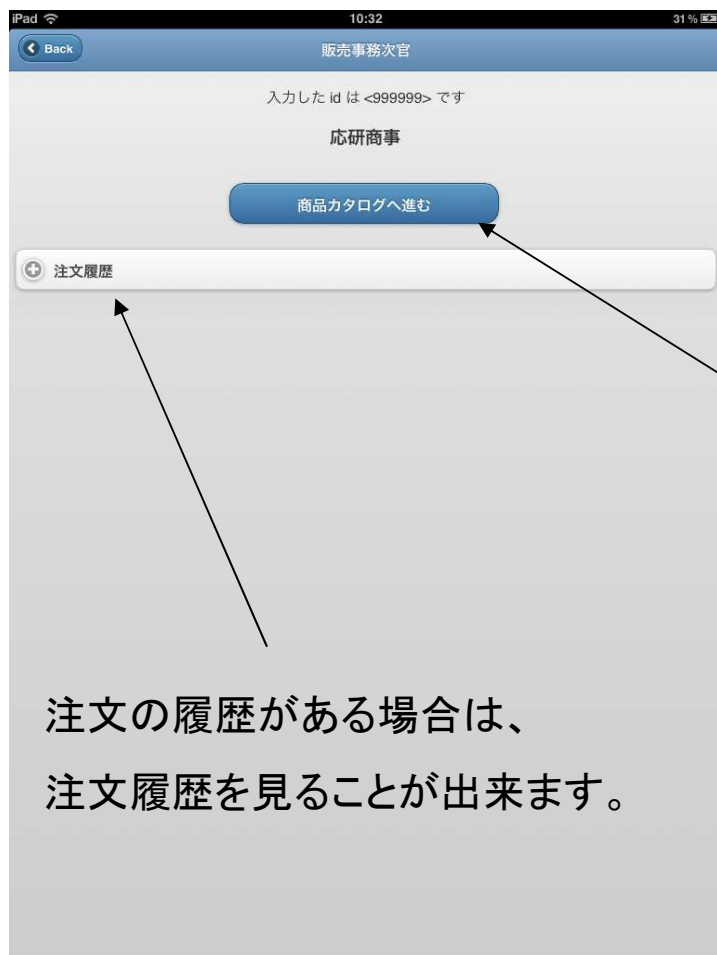 iPad 10:32 31 %
Back 販売事務次官
入力した id は <999999> です
応研商事
商品カタログへ進む
注文履歴
注文の履歴がある場合は、
注文履歴を見ることが出来ます。